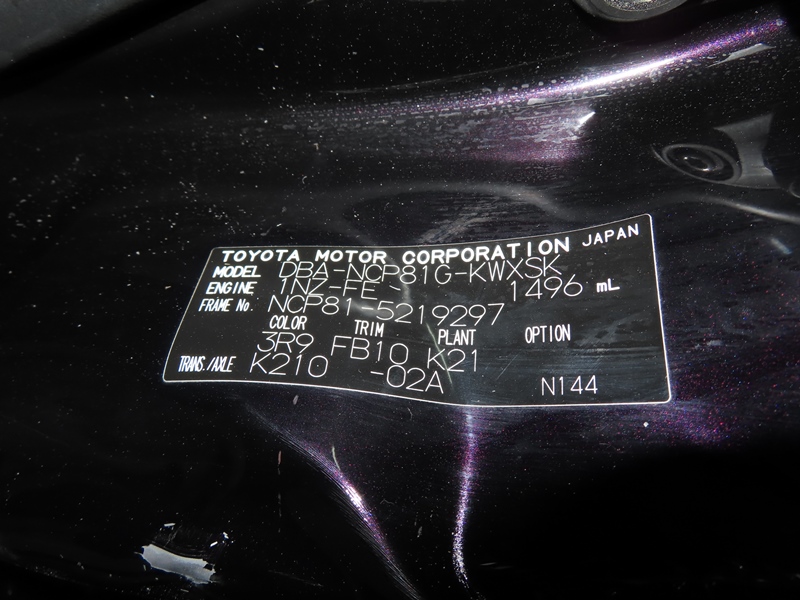 TOYOTA MOTOR CORPORATION JAPAN
MODEL DBA-NCP81G-KWXSK
ENGINE 1NZ-FE - 1496 mL
FRAME No. NCP81-5219297
COLOR TRIM PLANT OPTION
3R9 FB10 K21
TRANS./AXLE K210 -02A N144